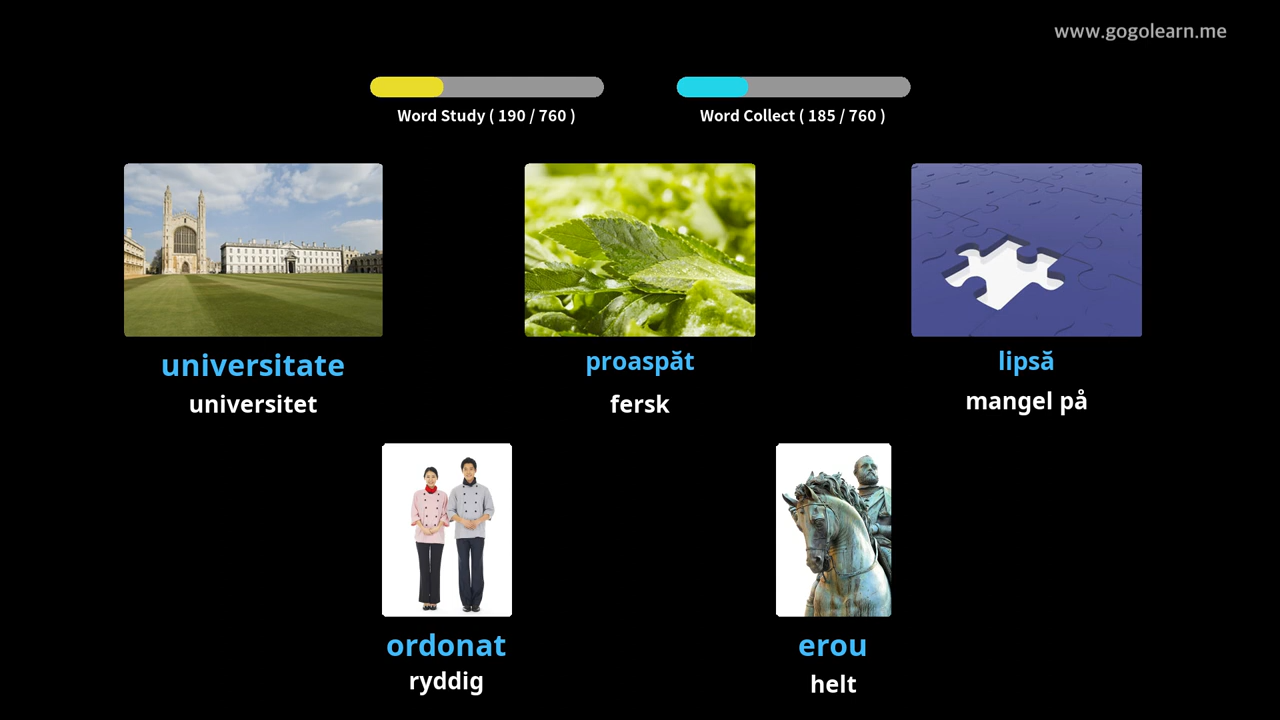 www.gogolearn.me
Word Study ( 190 / 760 )
Word Collect ( 185 / 760 )
universitate
universitet
proaspăt
fersk
lipsă
mangel på
ordonat
ryddig
erou
helt